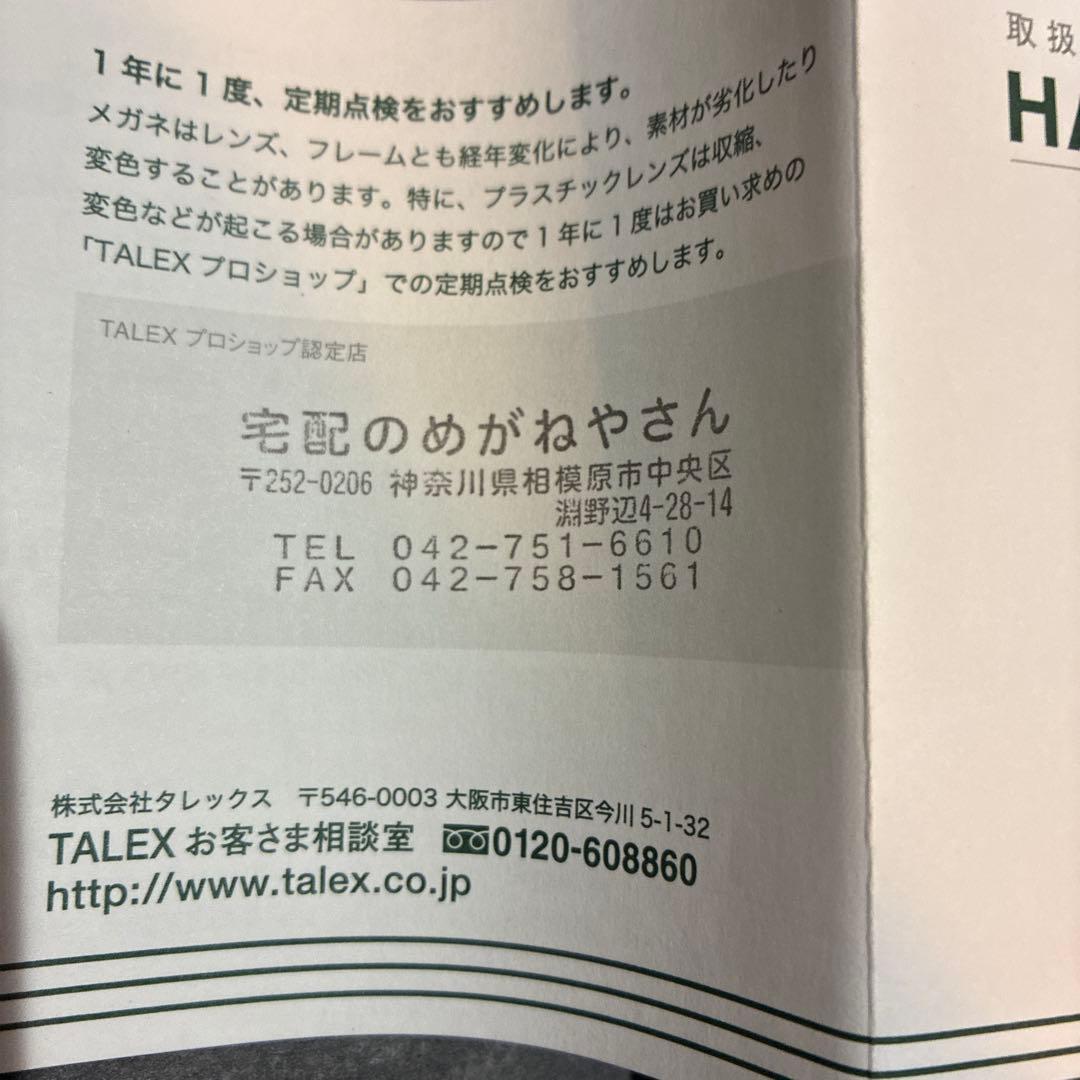 1年に1度、定期点検をおすすめします。
メガネはレンズ、フレームとも経年変化により、素材が劣化したり
変色することがあります。特に、プラスチックレンズは収縮、
変色などが起こる場合がありますので1年に1度はお買い求めの
「TALEX プロショップ」での定期点検をおすすめします。
TALEX プロショップ認定店
宅配のめがねやさん
〒252-0206 神奈川県相模原市中央区
淵野辺4-28-14
TEL 042-751-6610
FAX 042-758-1561
株式会社タレックス 〒546-0003 大阪市東住吉区今川 5-1-32
TALEX お客さま相談室 0120-608860
http://www.talex.co.jp
取扱
HA